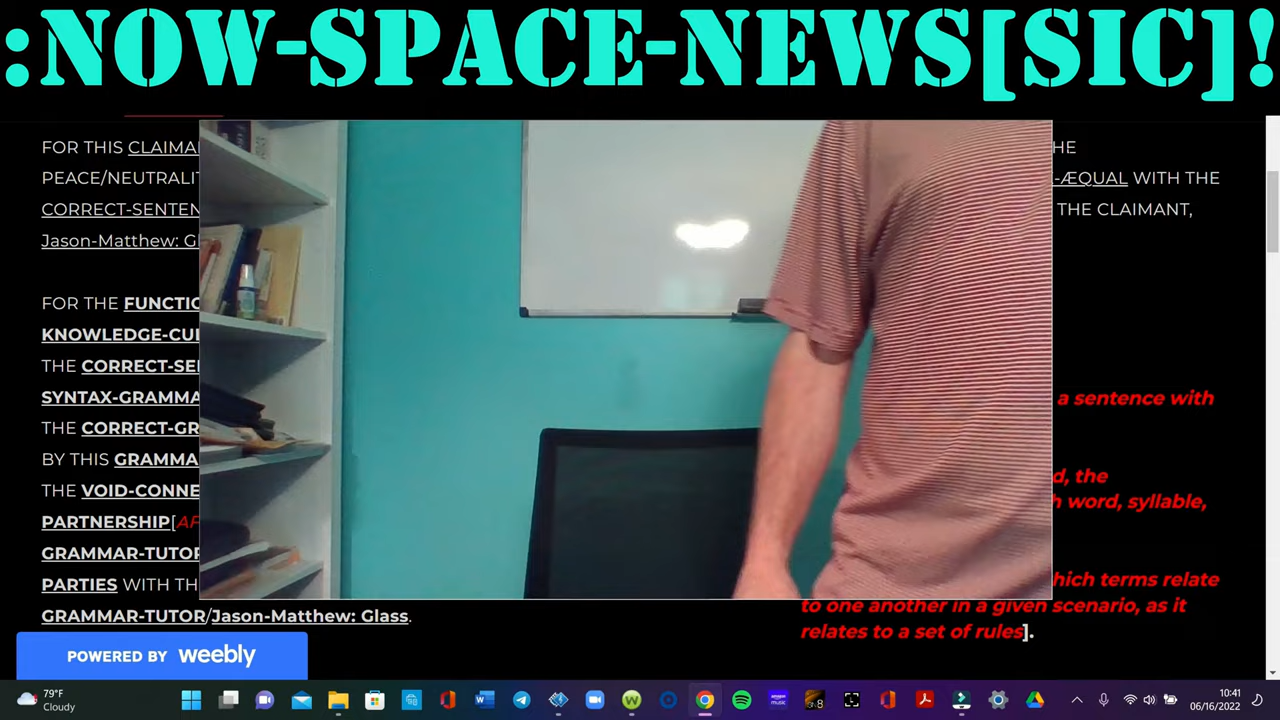 :NOW-SPACE-NEWS[SIC]!
FOR THIS CLAIMA
PEACE/NEUTRALIT
CORRECT-SENTEN
Jason-Matthew: G
HE
-ÆQUAL WITH THE
THE CLAIMANT,
FOR THE FUNCTIO
KNOWLEDGE-CU
THE CORRECT-SE
SYNTAX-GRAMMA
THE CORRECT-GR
BY THIS GRAMMA
THE VOID-CONNE
PARTNERSHIP[AF
GRAMMAR-TUTOR
PARTIES WITH TH
GRAMMAR-TUTOR/Jason-Matthew: Glass.
a sentence with
d, the
h word, syllable,
hich terms relate
to one another in a given scenario, as it
relates to a set of rules].
POWERED BY weebly
79°F
Cloudy
10:41
06/16/2022